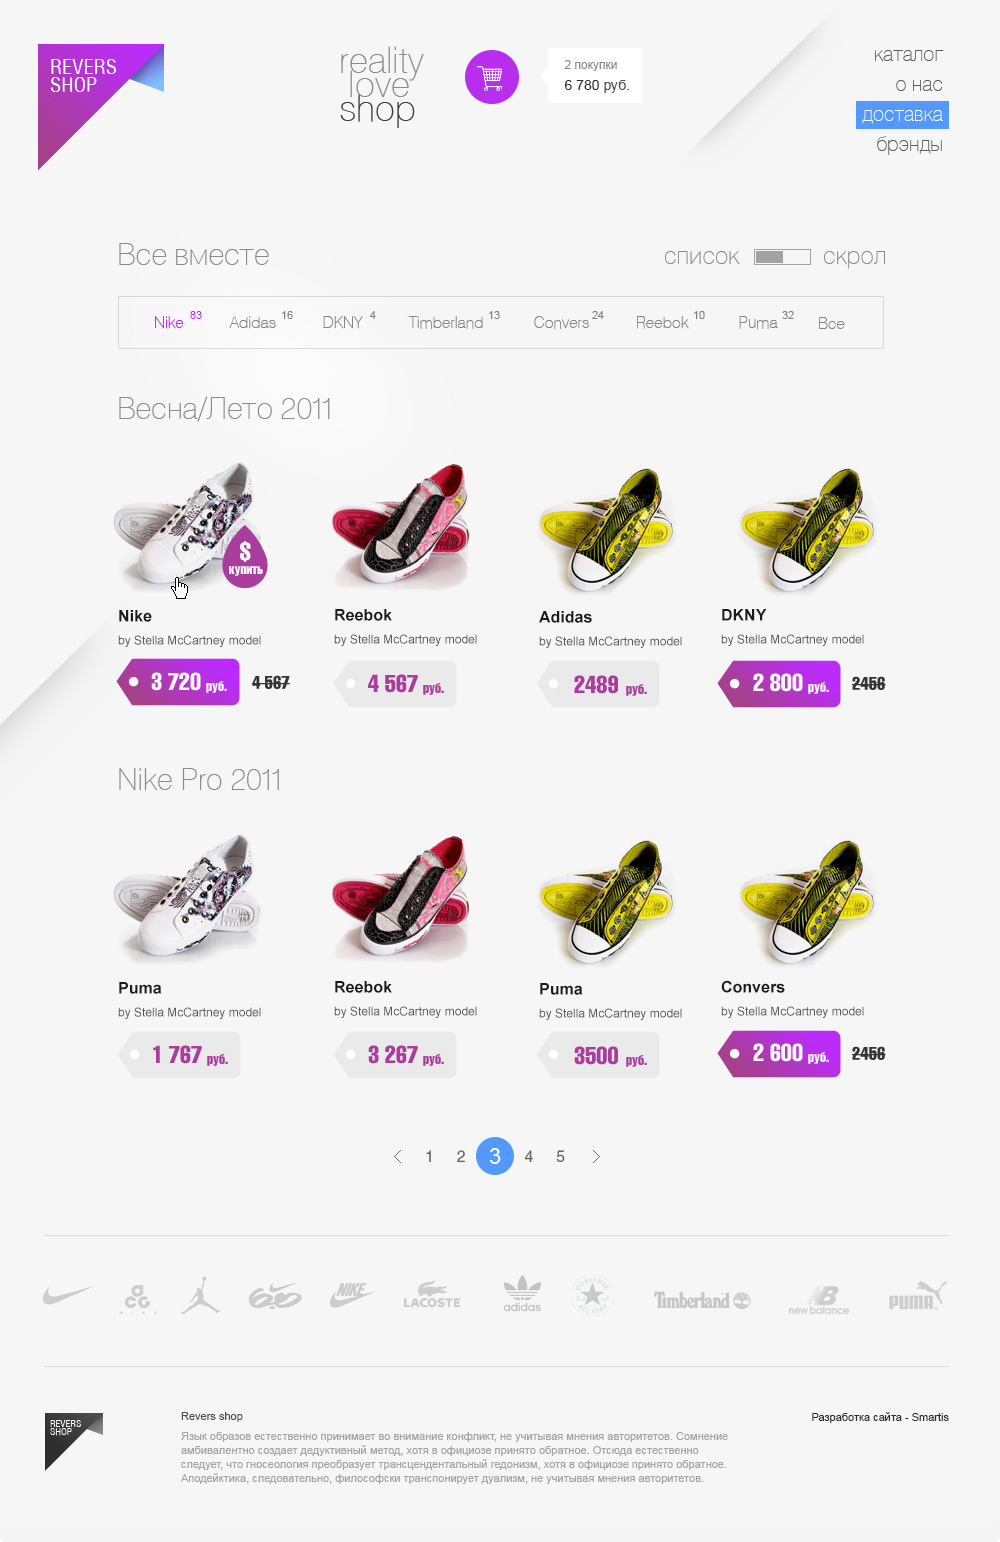 REVERS
SHOP
reality
love
shop
2 покупки
6 780 руб.
каталог
о нас
доставка
брэнды
Все вместе
список скрол
Nike 83 Adidas 16 DKNY 4 Timberland 13 Convers 24 Reebok 10 Puma 32 Все
Весна/Лето 2011
$
купить
Nike Reebok Adidas DKNY
by Stella McCartney model by Stella McCartney model by Stella McCartney model by Stella McCartney model
3 720 руб. 4 567 4 567 руб. 2489 руб. 2 800 руб. 2456
Nike Pro 2011
Puma Reebok Puma Convers
by Stella McCartney model by Stella McCartney model by Stella McCartney model by Stella McCartney model
1 767 руб. 3 267 руб. 3500 руб. 2 600 руб. 2456
1 2 3 4 5
6.0 NIKE LACOSTE adidas CONVERSE ALL STAR Timberland NB new balance PUMA
REVERS
SHOP
Revers shop
Разработка сайта - Smartis
Язык образов естественно принимает во внимание конфликт, не учитывая мнения авторитетов. Сомнение
амбивалентно создает дедуктивный метод, хотя в официозе принято обратное. Отсюда естественно
следует, что гносеология преобразует трансцендентальный гедонизм, хотя в официозе принято обратное.
Аподейктика, следовательно, философски транспонирует дуализм, не учитывая мнения авторитетов.